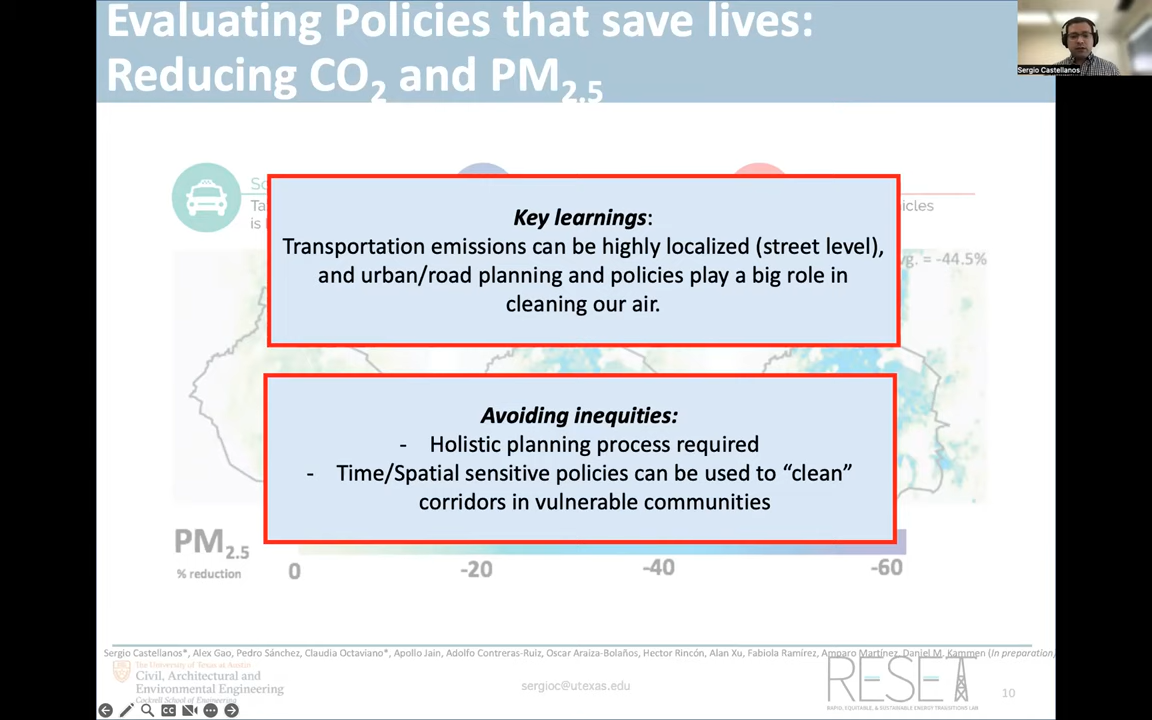 Evaluating Policies that save lives:
Reducing CO2 and PM2.5
Sergio Castellanos
Sc
Ta
is
icles
vg. = -44.5%
Key learnings:
Transportation emissions can be highly localized (street level),
and urban/road planning and policies play a big role in
cleaning our air.
Avoiding inequities:
- Holistic planning process required
- Time/Spatial sensitive policies can be used to “clean”
corridors in vulnerable communities
PM2.5
% reduction
0 -20 -40 -60
Sergio Castellanos*, Alex Gao, Pedro Sánchez, Claudia Octaviano*, Apollo Jain, Adolfo Contreras-Ruiz, Oscar Araiza-Bolaños, Hector Rincón, Alan Xu, Fabiola Ramírez, Amparo Martínez, Daniel M. Kammen (In preparation)
The University of Texas at Austin
Civil, Architectural and
Environmental Engineering
Cockrell School of Engineering
sergioc@utexas.edu
RESET
RAPID, EQUITABLE, & SUSTAINABLE ENERGY TRANSITIONS LAB
10
CC